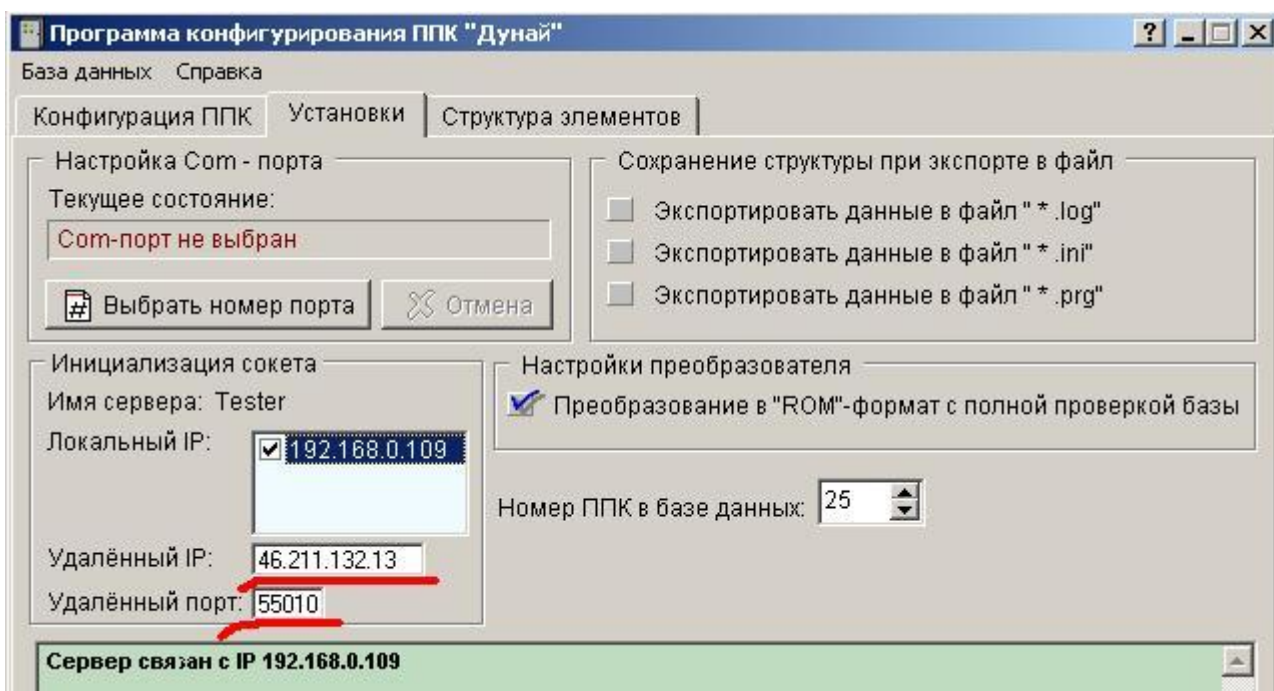 Программа конфигурирования ППК "Дунай"
База данных Справка
Конфигурация ППК Установки Структура элементов
Настройка Com - порта
Текущее состояние:
Com-порт не выбран
Выбрать номер порта Отмена
Сохранение структуры при экспорте в файл
Экспортировать данные в файл " * .log"
Экспортировать данные в файл " * .ini"
Экспортировать данные в файл " * .prg"
Инициализация сокета
Имя сервера: Tester
Локальный IP: 192.168.0.109
Удалённый IP: 46.211.132.13
Удалённый порт: 55010
Настройки преобразователя
Преобразование в "ROM"-формат с полной проверкой базы
Номер ППК в базе данных: 25
Сервер связан с IP 192.168.0.109